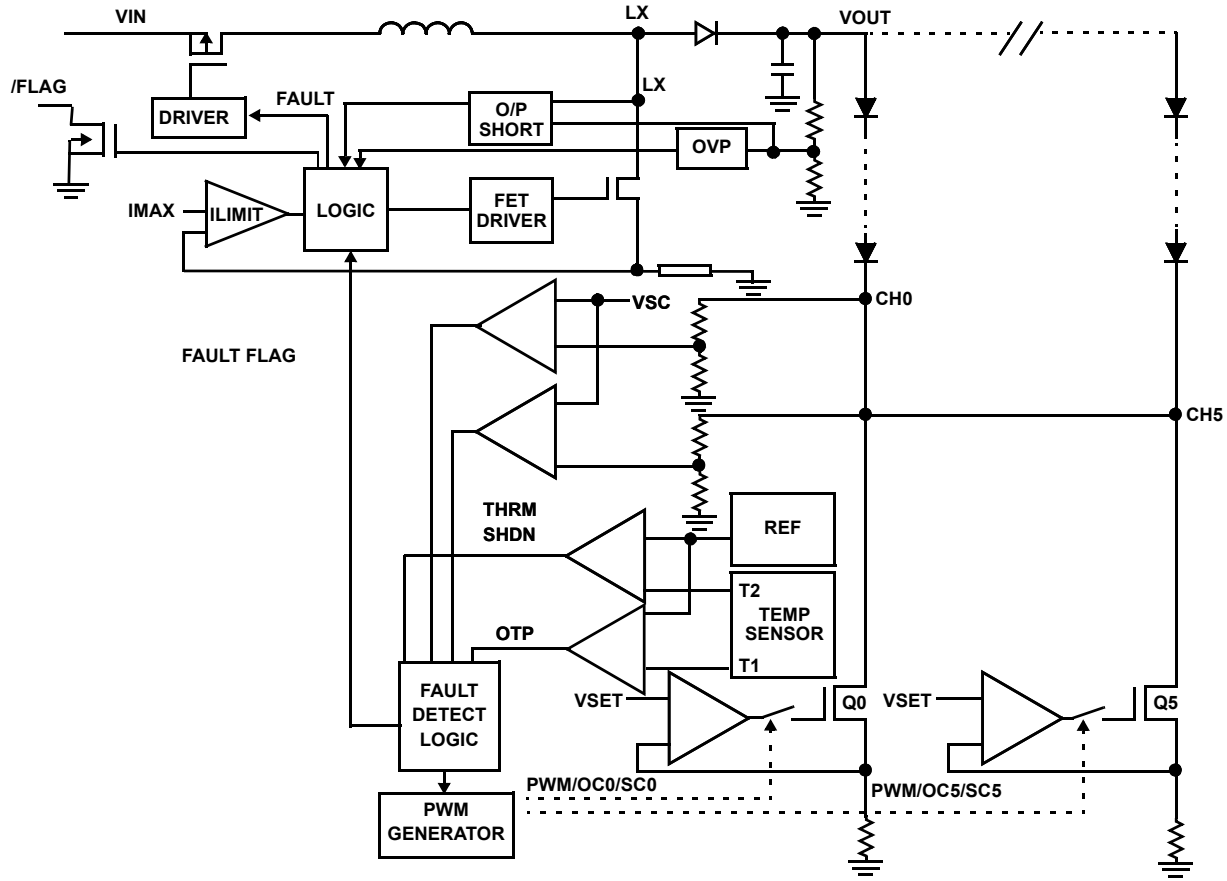 VIN
LX
VOUT
/FLAG
FAULT
LX
DRIVER
O/P
SHORT
OVP
IMAX
ILIMIT
LOGIC
FET
DRIVER
VSC
CH0
FAULT FLAG
CH5
THRM
SHDN
REF
T2
TEMP
SENSOR
OTP
T1
FAULT
DETECT
LOGIC
VSET
Q0
VSET
Q5
PWM/OC0/SC0
PWM/OC5/SC5
PWM
GENERATOR